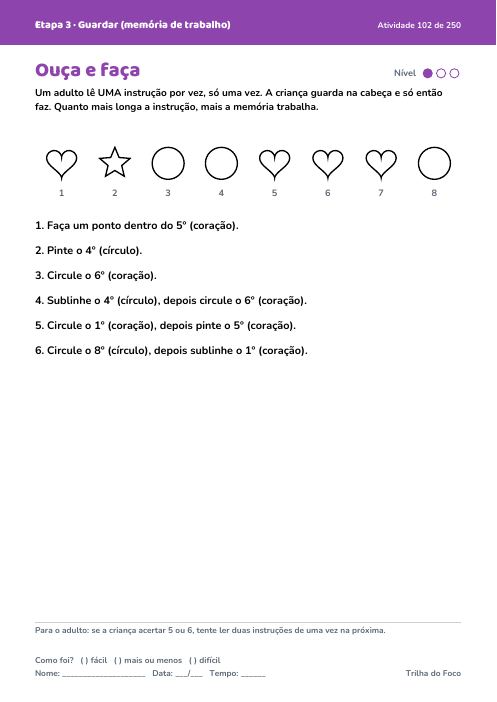 Etapa 3 · Guardar (memória de trabalho)
Atividade 102 de 250
Ouça e faça
Nível
Um adulto lê UMA instrução por vez, só uma vez. A criança guarda na cabeça e só então
faz. Quanto mais longa a instrução, mais a memória trabalha.
1 2 3 4 5 6 7 8
1. Faça um ponto dentro do 5º (coração).
2. Pinte o 4º (círculo).
3. Circule o 6º (coração).
4. Sublinhe o 4º (círculo), depois circule o 6º (coração).
5. Circule o 1º (coração), depois pinte o 5º (coração).
6. Circule o 8º (círculo), depois sublinhe o 1º (coração).
Para o adulto: se a criança acertar 5 ou 6, tente ler duas instruções de uma vez na próxima.
Como foi? ( ) fácil ( ) mais ou menos ( ) difícil
Nome: ____________________ Data: ___/___ Tempo: ______
Trilha do Foco